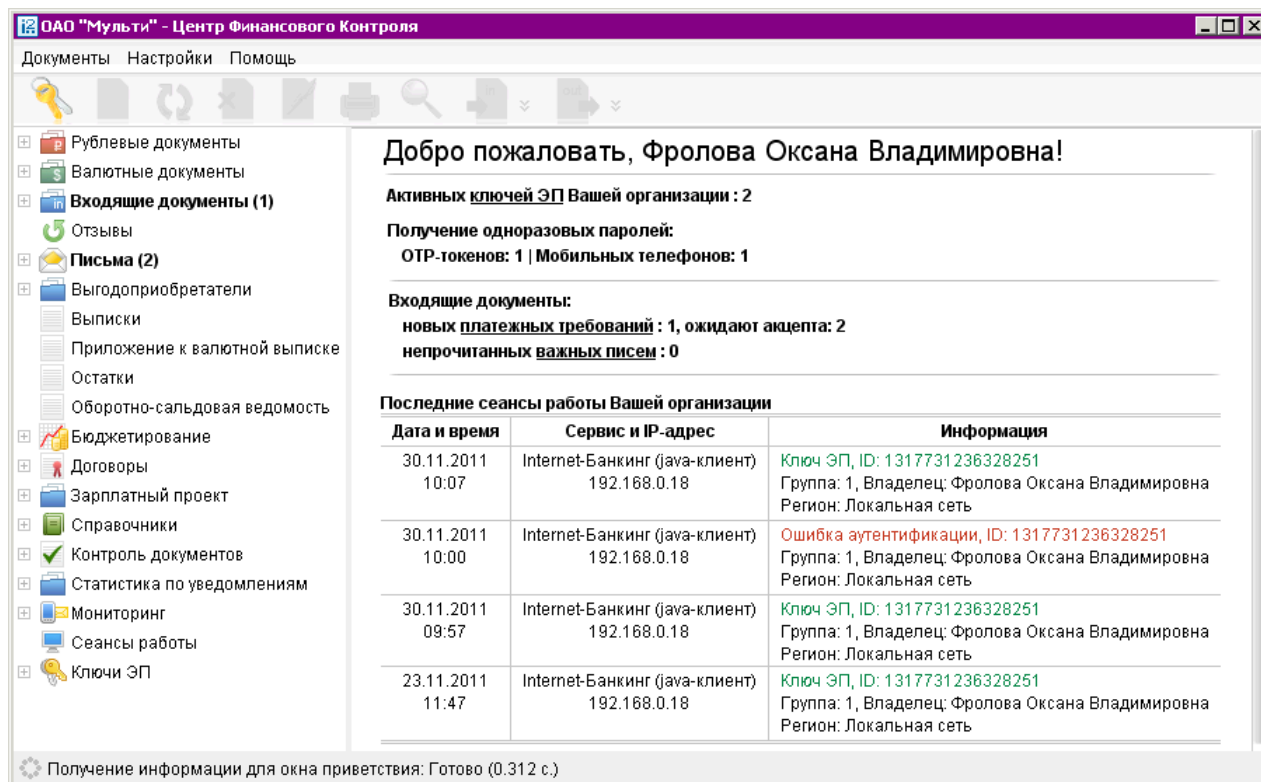 ОАО "Мульти" - Центр Финансового Контроля
Документы Настройки Помощь
in
out
Рублевые документы
Валютные документы
Входящие документы (1)
Отзывы
Письма (2)
Выгодоприобретатели
Выписки
Приложение к валютной выписке
Остатки
Оборотно-сальдовая ведомость
Бюджетирование
Договоры
Зарплатный проект
Справочники
Контроль документов
Статистика по уведомлениям
Мониторинг
Сеансы работы
Ключи ЭП
Добро пожаловать, Фролова Оксана Владимировна!
Активных ключей ЭП Вашей организации : 2
Получение одноразовых паролей:
ОТР-токенов: 1 | Мобильных телефонов: 1
Входящие документы:
новых платежных требований : 1, ожидают акцепта: 2
непрочитанных важных писем : 0
Последние сеансы работы Вашей организации
Дата и время Сервис и IP-адрес Информация
30.11.2011 Internet-Банкинг (java-клиент) Ключ ЭП, ID: 1317731236328251
10:07 192.168.0.18 Группа: 1, Владелец: Фролова Оксана Владимировна
Регион: Локальная сеть
30.11.2011 Internet-Банкинг (java-клиент) Ошибка аутентификации, ID: 1317731236328251
10:00 192.168.0.18 Группа: 1, Владелец: Фролова Оксана Владимировна
Регион: Локальная сеть
30.11.2011 Internet-Банкинг (java-клиент) Ключ ЭП, ID: 1317731236328251
09:57 192.168.0.18 Группа: 1, Владелец: Фролова Оксана Владимировна
Регион: Локальная сеть
23.11.2011 Internet-Банкинг (java-клиент) Ключ ЭП, ID: 1317731236328251
11:47 192.168.0.18 Группа: 1, Владелец: Фролова Оксана Владимировна
Регион: Локальная сеть
Получение информации для окна приветствия: Готово (0.312 с.)